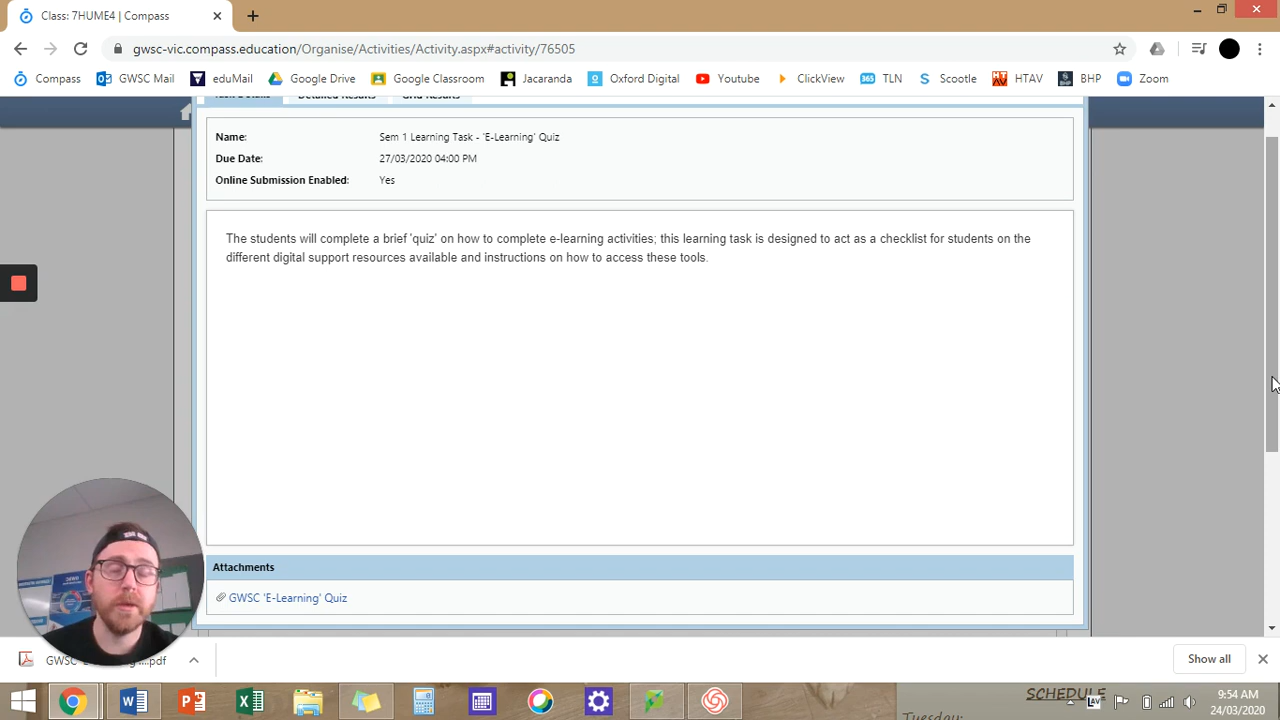 Class: 7HUME4 | Compass
gwsc-vic.compass.education/Organise/Activities/Activity.aspx#activity/76505
Compass GWSC Mail eduMail Google Drive Google Classroom Jacaranda Oxford Digital Youtube ClickView TLN Scootle HTAV BHP Zoom
Task Details Detailed Results Grid Results
Name: Sem 1 Learning Task - 'E-Learning' Quiz
Due Date: 27/03/2020 04:00 PM
Online Submission Enabled: Yes
The students will complete a brief 'quiz' on how to complete e-learning activities; this learning task is designed to act as a checklist for students on the
different digital support resources available and instructions on how to access these tools.
Attachments
GWSC 'E-Learning' Quiz
GWSC .pdf
Show all
SCHEDULE
Tuesday:
9:54 AM
24/03/2020